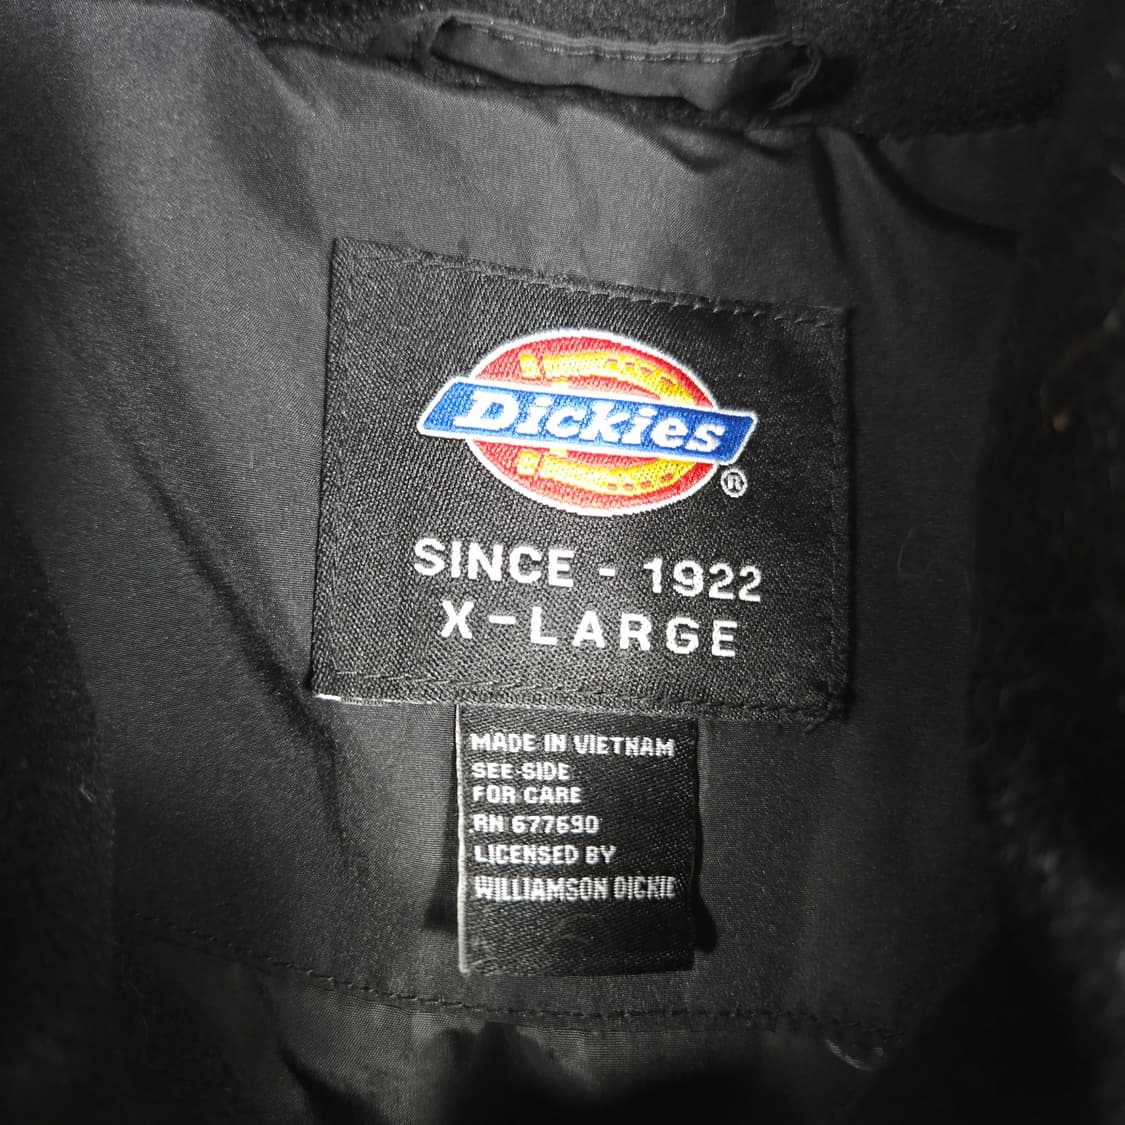 Dickies
®
SINCE - 1922
X-LARGE
MADE IN VIETNAM
SEE SIDE
FOR CARE
RN 677690
LICENSED BY
WILLIAMSON DICKIE